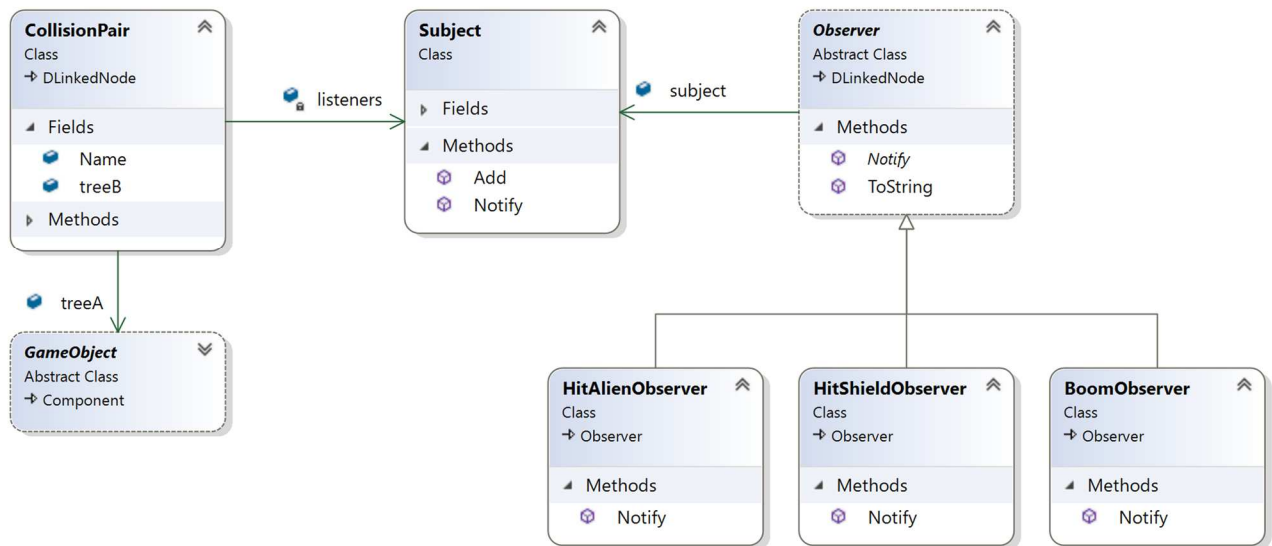 CollisionPair
Class
DLinkedNode
Fields
Name
treeB
Methods
listeners
Subject
Class
Fields
Methods
Add
Notify
subject
Observer
Abstract Class
DLinkedNode
Methods
Notify
ToString
treeA
GameObject
Abstract Class
Component
HitAlienObserver
Class
Observer
Methods
Notify
HitShieldObserver
Class
Observer
Methods
Notify
BoomObserver
Class
Observer
Methods
Notify